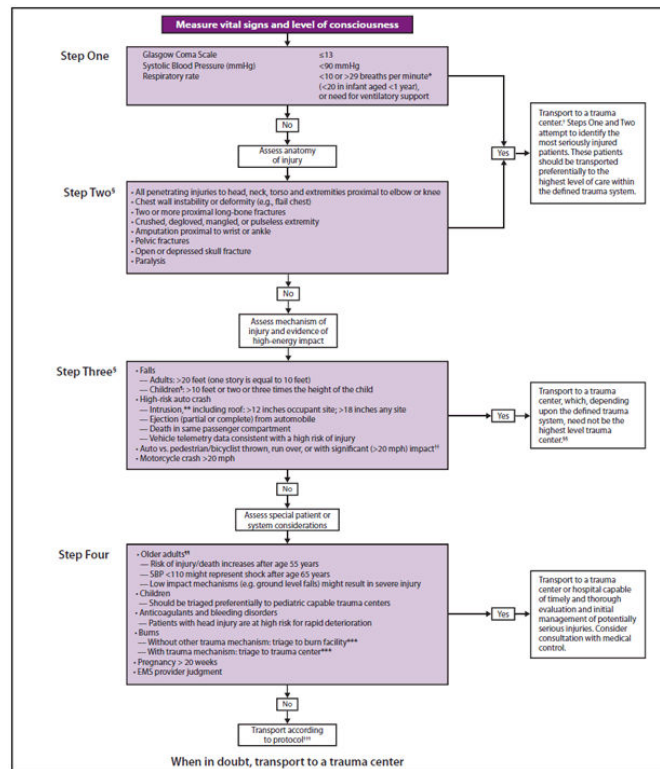 Measure vital signs and level of consciousness
Step One
Glasgow Coma Scale ≤13
Systolic Blood Pressure (mmHg) <90 mmHg
Respiratory rate <10 or >29 breaths per minute*
(<20 in infant aged <1 year),
or need for ventilatory support
No
Assess anatomy
of injury
Yes
Transport to a trauma
center.† Steps One and Two
attempt to identify the
most seriously injured
patients. These patients
should be transported
preferentially to the
highest level of care within
the defined trauma system.
Step Two§
• All penetrating injuries to head, neck, torso and extremities proximal to elbow or knee
• Chest wall instability or deformity (e.g., flail chest)
• Two or more proximal long-bone fractures
• Crushed, degloved, mangled, or pulseless extremity
• Amputation proximal to wrist or ankle
• Pelvic fractures
• Open or depressed skull fracture
• Paralysis
No
Assess mechanism of
injury and evidence of
high-energy impact
Step Three§
• Falls
— Adults: >20 feet (one story is equal to 10 feet)
— Children¶: >10 feet or two or three times the height of the child
• High-risk auto crash
— Intrusion,** including roof: >12 inches occupant site; >18 inches any site
— Ejection (partial or complete) from automobile
— Death in same passenger compartment
— Vehicle telemetry data consistent with a high risk of injury
• Auto vs. pedestrian/bicyclist thrown, run over, or with significant (>20 mph) impact††
• Motorcycle crash >20 mph
Yes
Transport to a trauma
center, which, depending
upon the defined trauma
system, need not be the
highest level trauma
center.§§
No
Assess special patient or
system considerations
Step Four
• Older adults¶¶
— Risk of injury/death increases after age 55 years
— SBP <110 might represent shock after age 65 years
— Low impact mechanisms (e.g. ground level falls) might result in severe injury
• Children
— Should be triaged preferentially to pediatric capable trauma centers
• Anticoagulants and bleeding disorders
— Patients with head injury are at high risk for rapid deterioration
• Burns
— Without other trauma mechanism: triage to burn facility***
— With trauma mechanism: triage to trauma center***
• Pregnancy > 20 weeks
• EMS provider judgment
Yes
Transport to a trauma
center or hospital capable
of timely and thorough
evaluation and initial
management of potentially
serious injuries. Consider
consultation with medical
control.
No
Transport according
to protocol†††
When in doubt, transport to a trauma center